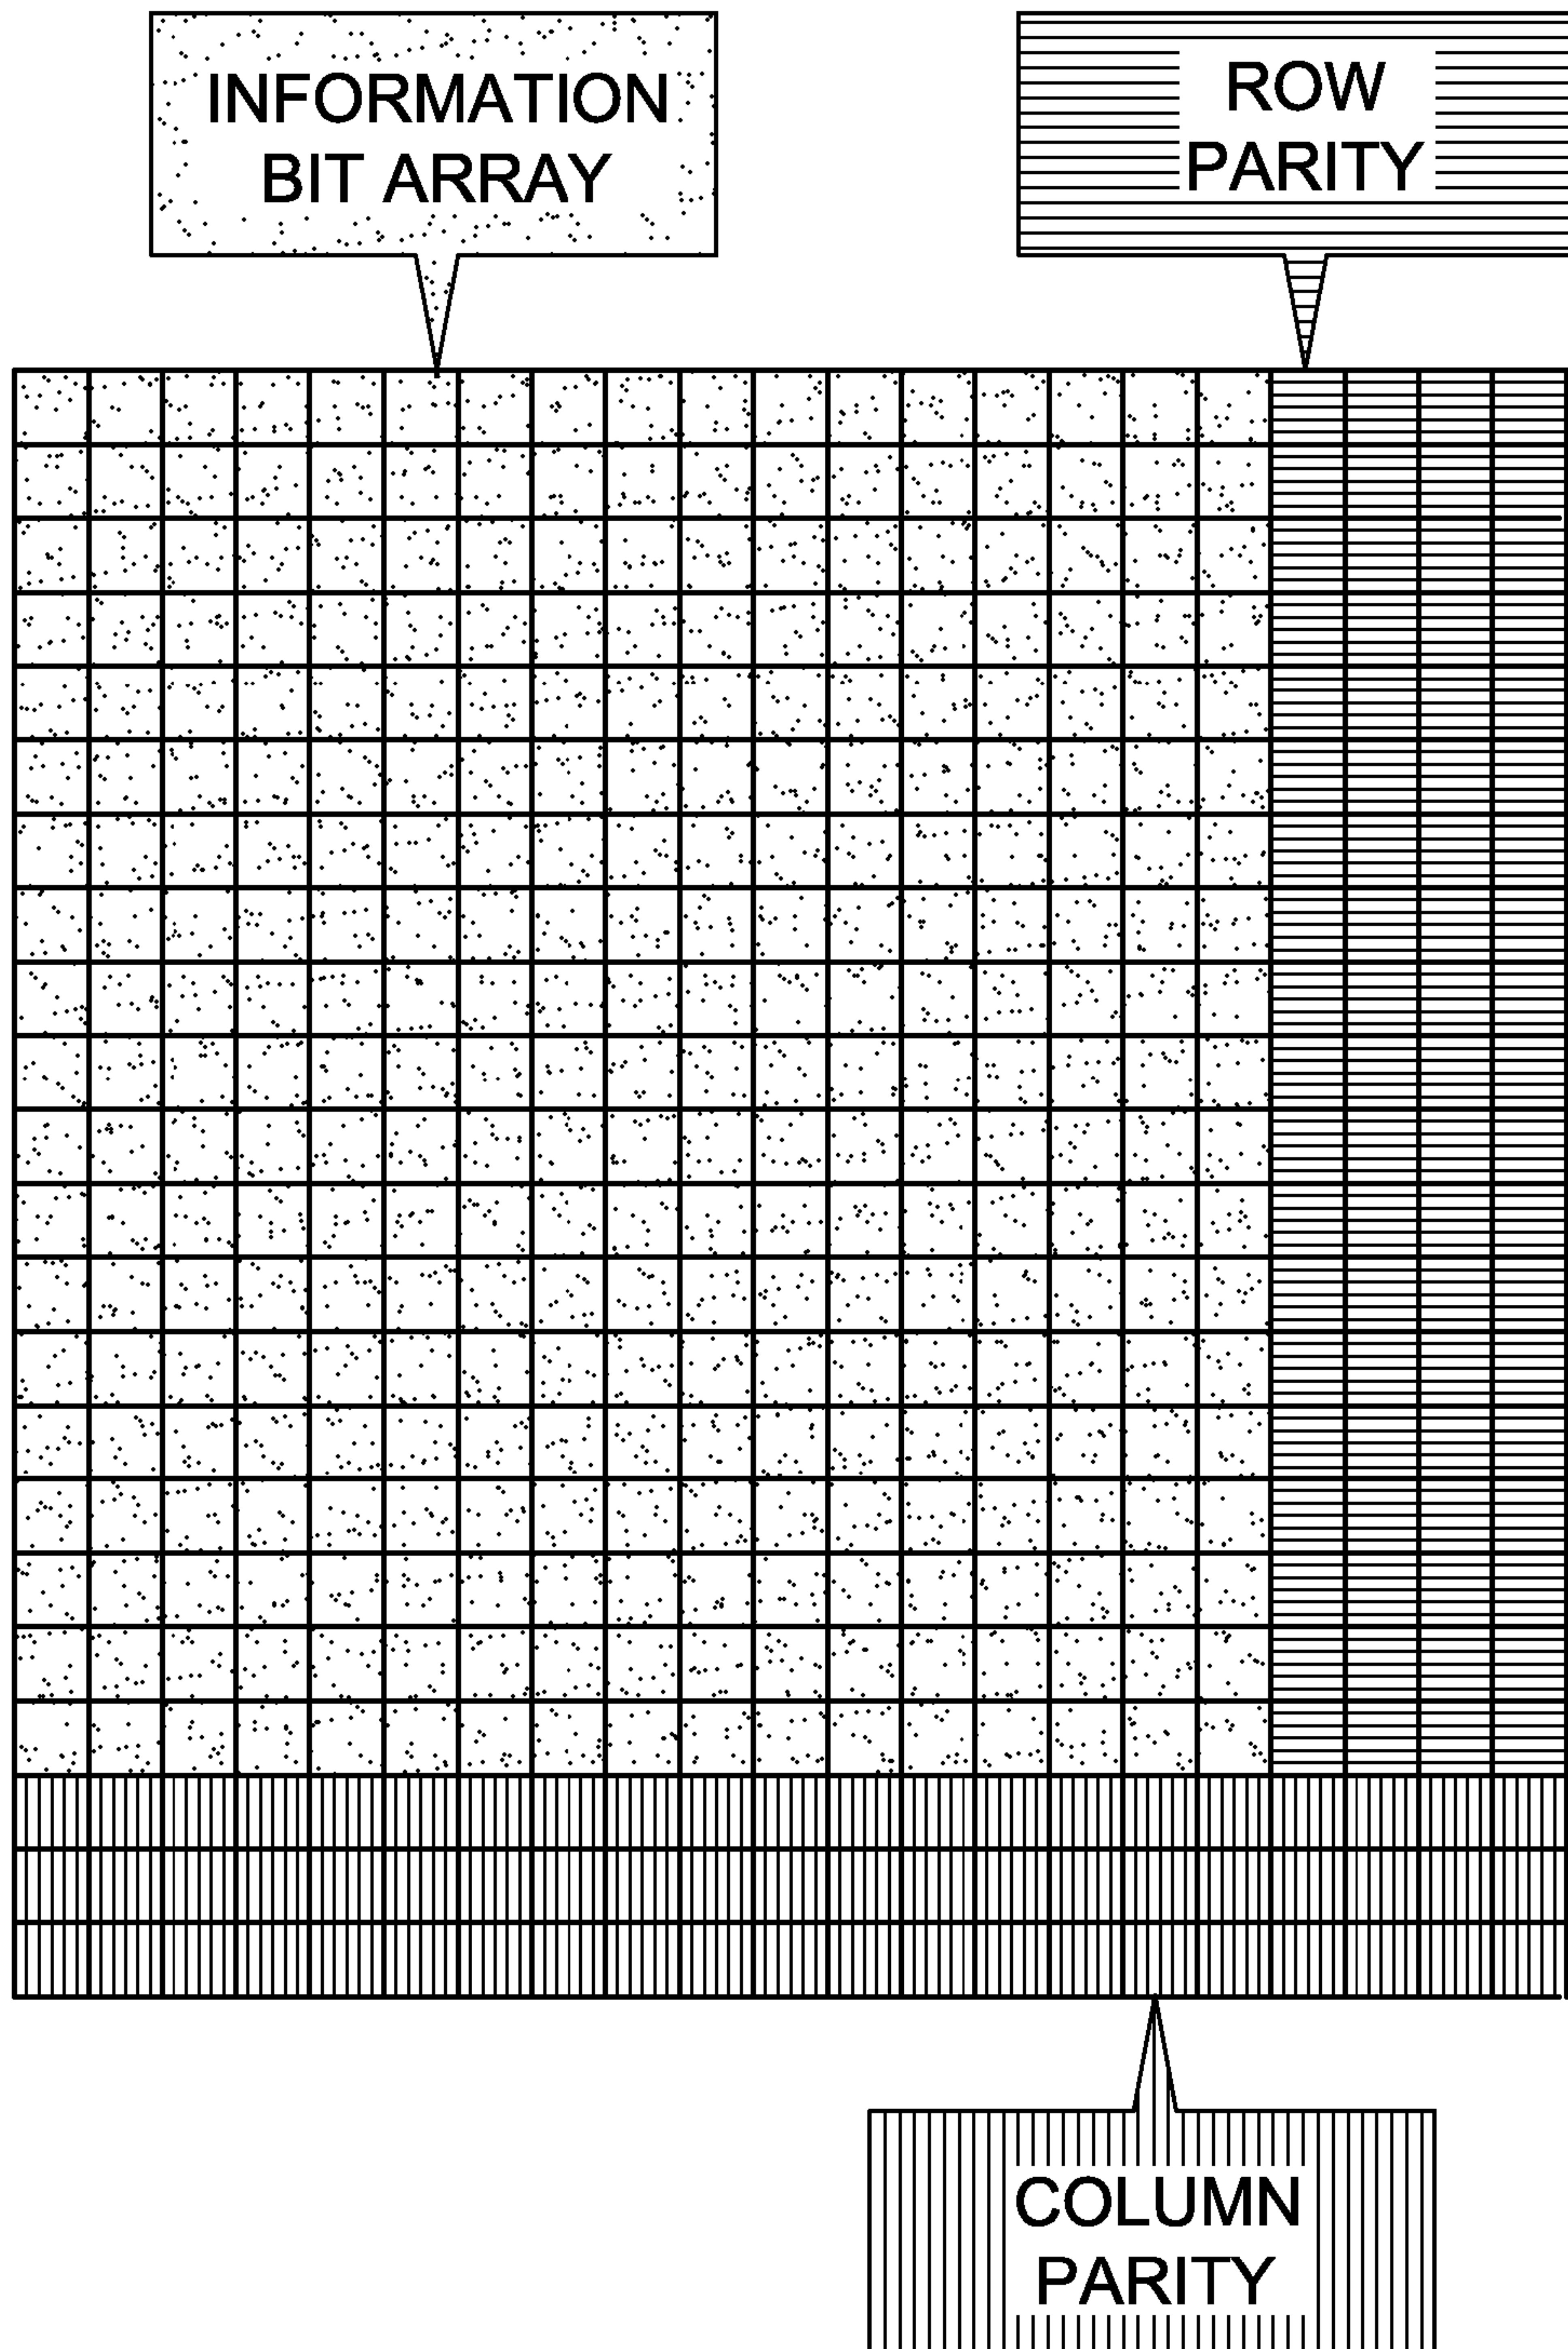 INFORMATION
BIT ARRAY
ROW
PARITY
COLUMN
PARITY